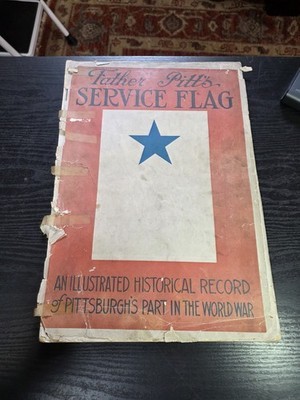 Father Pitt's
SERVICE FLAG
AN ILLUSTRATED HISTORICAL RECORD
of PITTSBURGH'S PART IN THE WORLD WAR